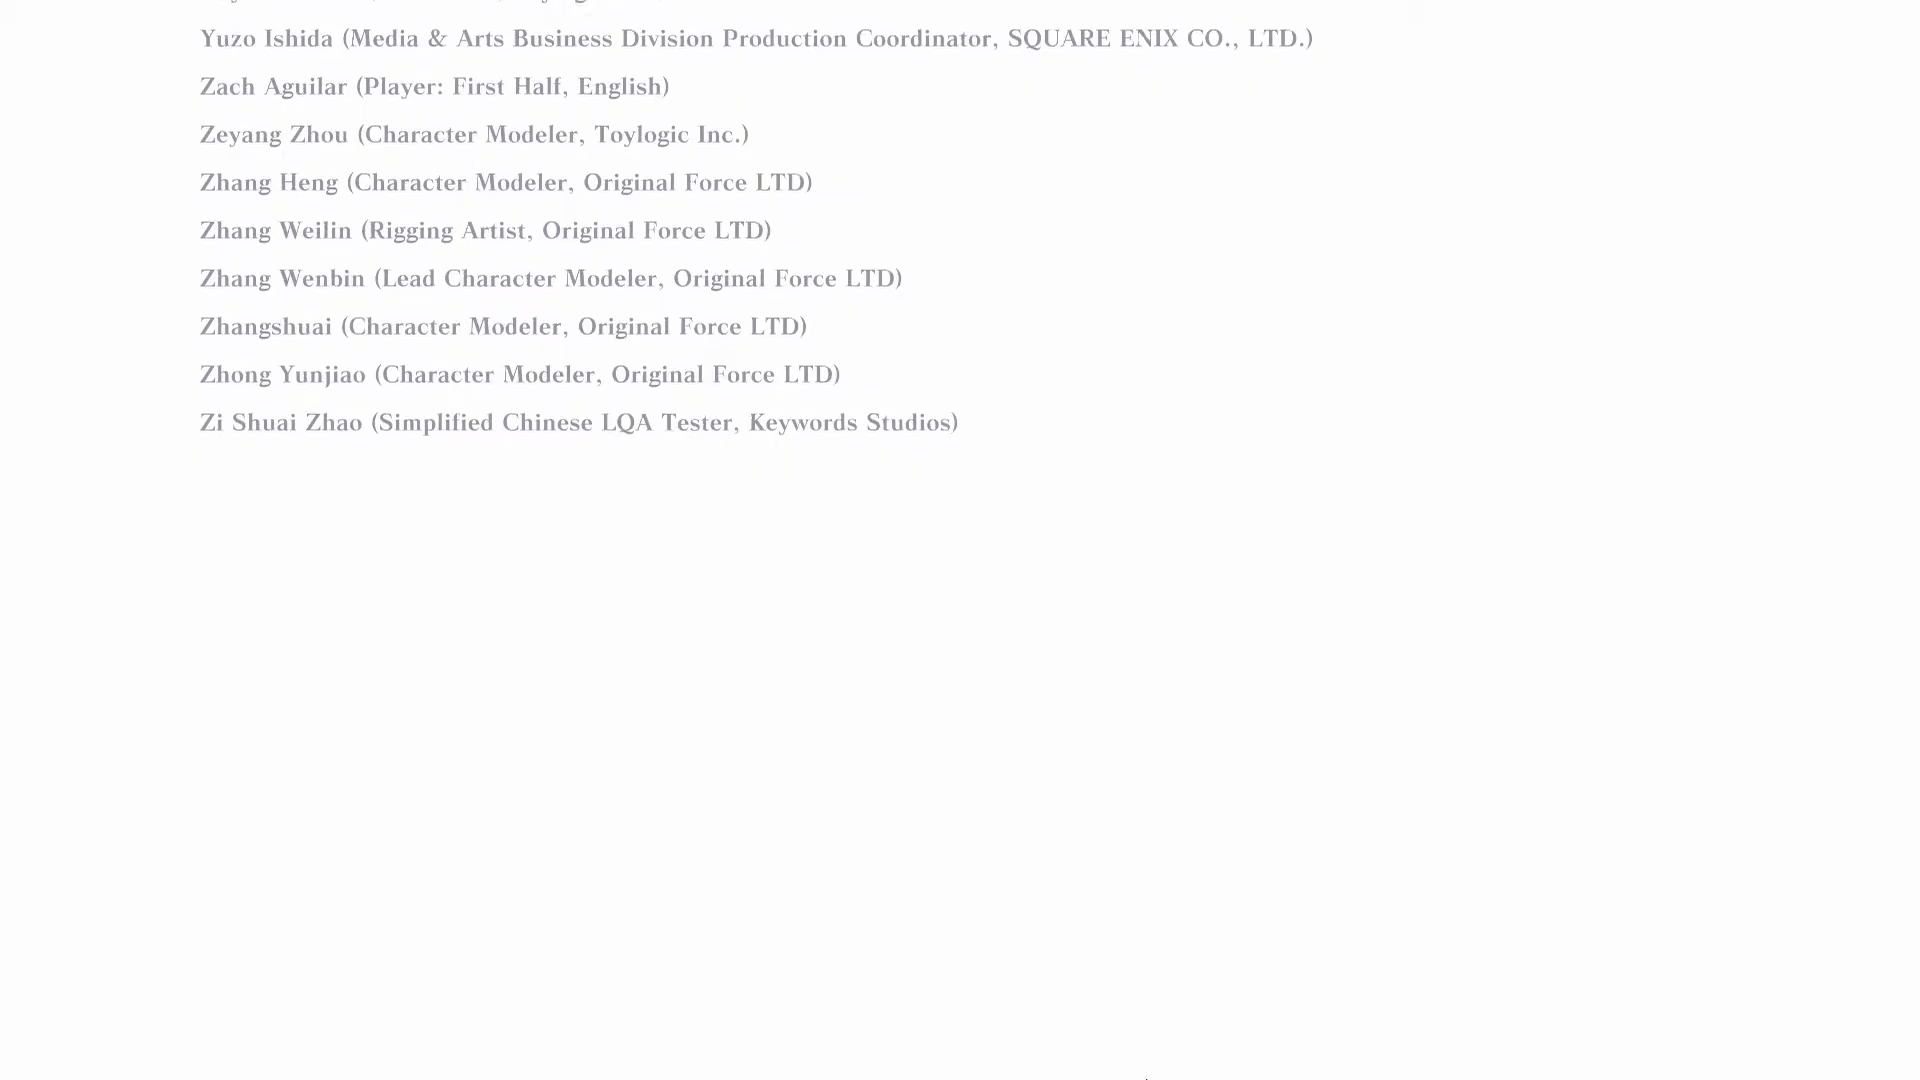 Yuzo Ishida (Media & Arts Business Division Production Coordinator, SQUARE ENIX CO., LTD.)
Zach Aguilar (Player: First Half, English)
Zeyang Zhou (Character Modeler, Toylogic Inc.)
Zhang Heng (Character Modeler, Original Force LTD)
Zhang Weilin (Rigging Artist, Original Force LTD)
Zhang Wenbin (Lead Character Modeler, Original Force LTD)
Zhangshuai (Character Modeler, Original Force LTD)
Zhong Yunjiao (Character Modeler, Original Force LTD)
Zi Shuai Zhao (Simplified Chinese LQA Tester, Keywords Studios)